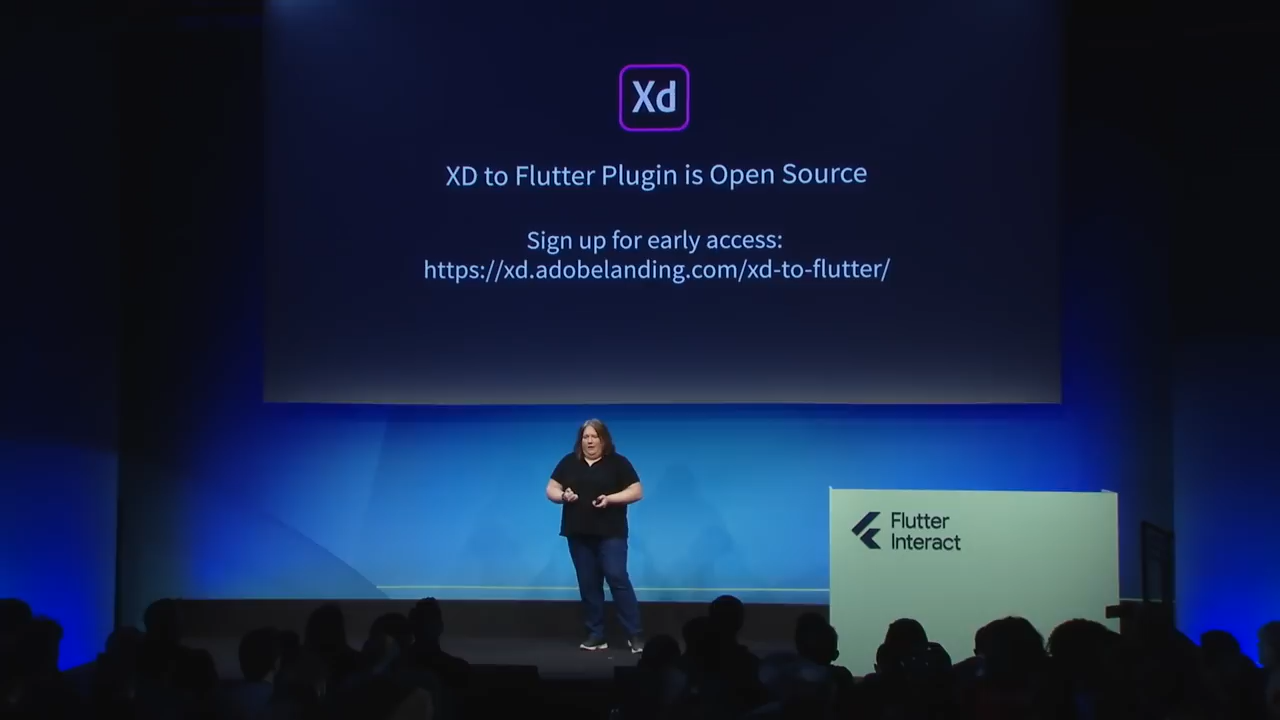 Xd
XD to Flutter Plugin is Open Source
Sign up for early access:
https://xd.adobelanding.com/xd-to-flutter/
Flutter
Interact